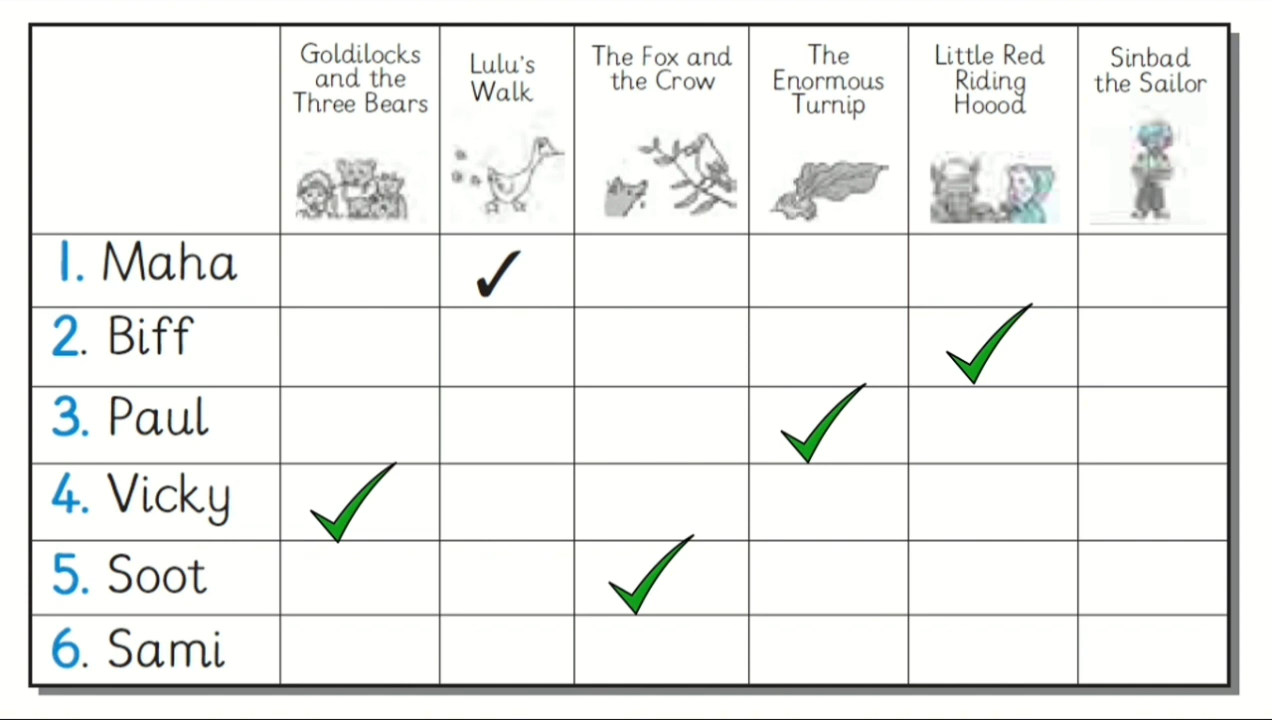 Goldilocks
and the
Three Bears
Lulu's
Walk
The Fox and
the Crow
The
Enormous
Turnip
Little Red
Riding
Hoood
Sinbad
the Sailor
1. Maha
2. Biff
3. Paul
4. Vicky
5. Soot
6. Sami